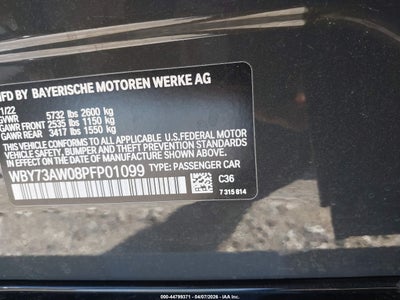 MFD BY BAYERISCHE MOTOREN WERKE AG
1/22
GVWR 5732 lbs 2600 kg
GAWR FRONT 2535 lbs 1150 kg
GAWR REAR 3417 lbs 1550 kg
THIS VEHICLE CONFORMS TO ALL APPLICABLE U.S.FEDERAL MOTOR
VEHICLE SAFETY, BUMPER, AND THEFT PREVENTION STANDARDS
IN EFFECT ON THE DATE OF MANUFACTURE SHOWN ABOVE.
WBY73AW08PFP01099 TYPE: PASSENGER CAR
C36
7 315 814
ID: 44799371 - 04/07/2026 - IAA Inc.